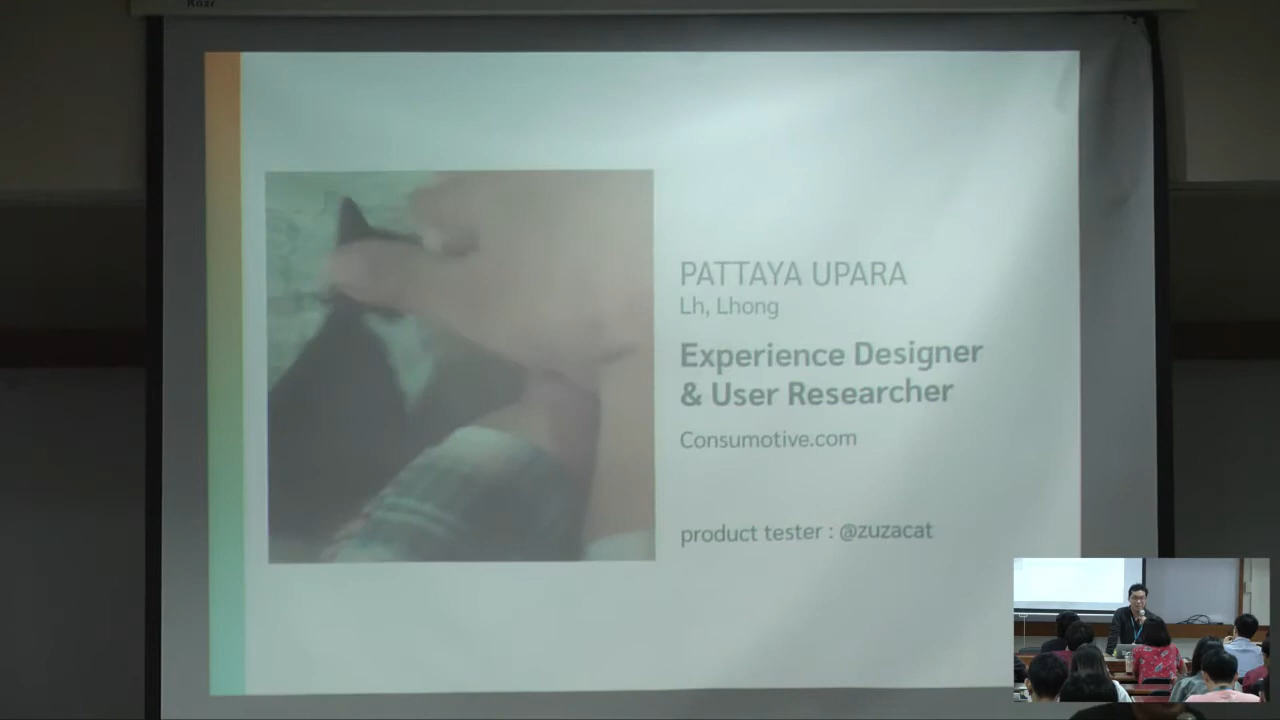 PATTAYA UPARA
Lh, Lhong
Experience Designer
& User Researcher
Consumotive.com
product tester : @zuzacat